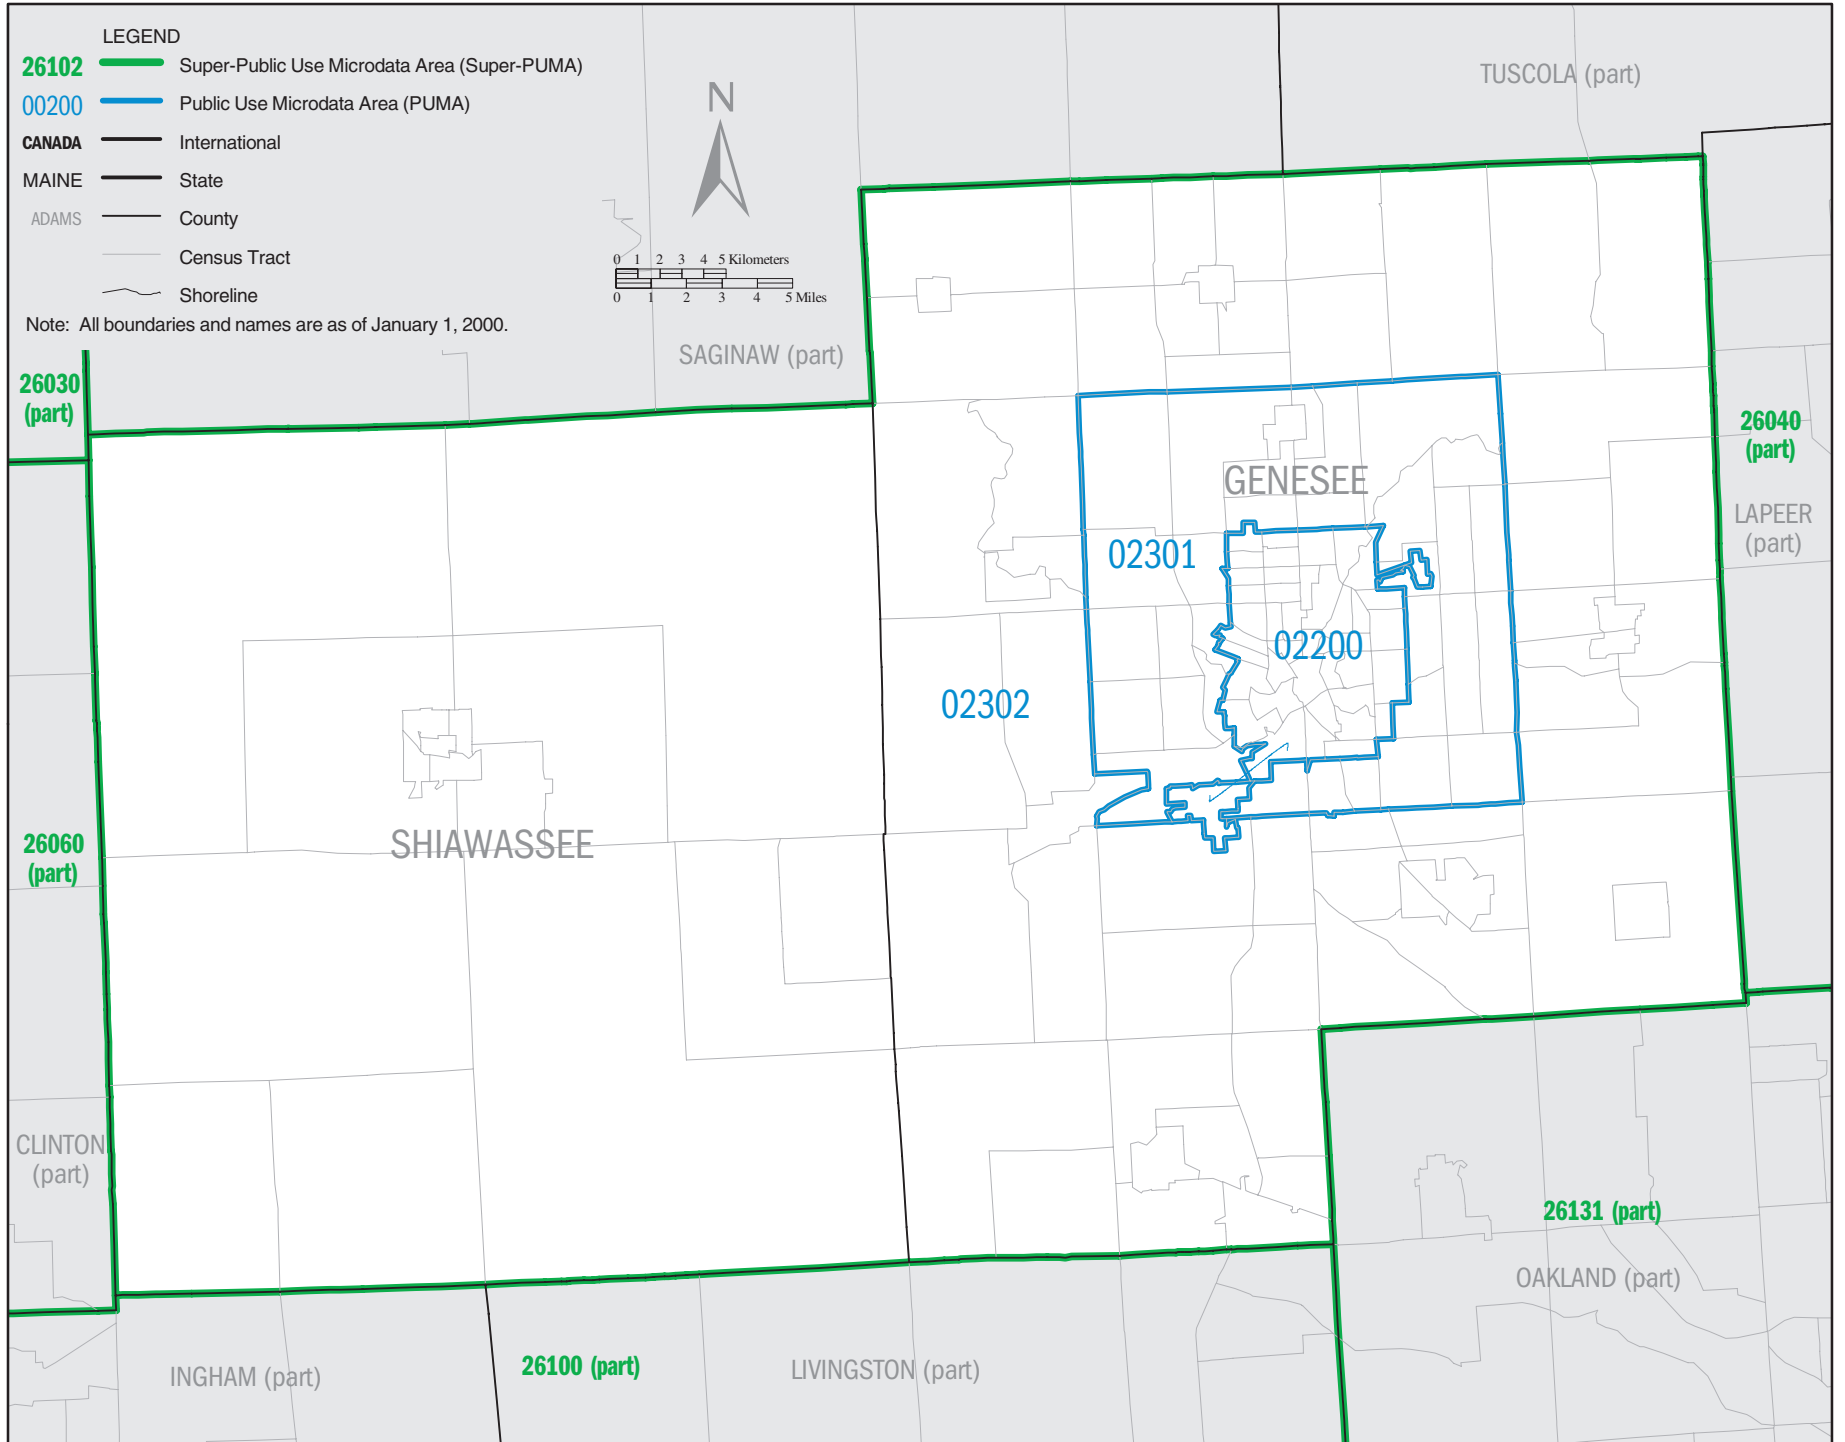 LEGEND
26102 Super-Public Use Microdata Area (Super-PUMA)
00200 Public Use Microdata Area (PUMA)
CANADA International
MAINE State
ADAMS County
Census Tract
Shoreline
Note: All boundaries and names are as of January 1, 2000.
N
0 1 2 3 4 5 Kilometers
0 1 2 3 4 5 Miles
TUSCOLA (part)
SAGINAW (part)
26030
(part)
26040
(part)
GENESEE
LAPEER
(part)
02301
02200
02302
SHIAWASSEE
26060
(part)
CLINTON
(part)
26131 (part)
OAKLAND (part)
INGHAM (part)
26100 (part)
LIVINGSTON (part)